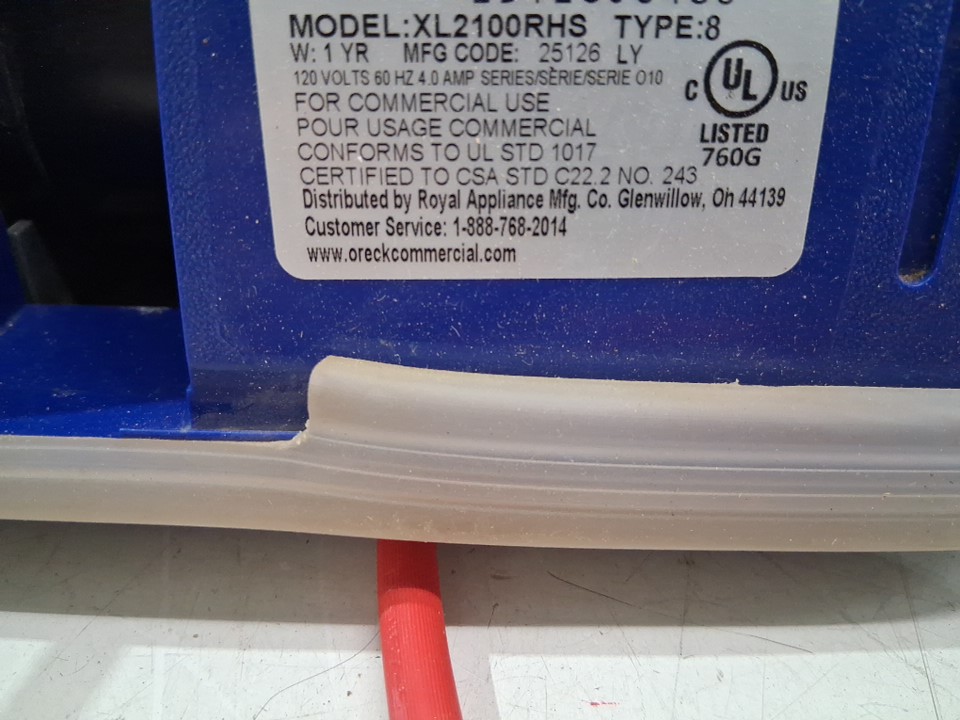 MODEL:XL2100RHS TYPE:8
W: 1 YR MFG CODE: 25126 LY
120 VOLTS 60 HZ 4.0 AMP SERIES/SÈRIE/SERIE 010
FOR COMMERCIAL USE
POUR USAGE COMMERCIAL
CONFORMS TO UL STD 1017
CERTIFIED TO CSA STD C22.2 NO. 243
Distributed by Royal Appliance Mfg. Co. Glenwillow, Oh 44139
Customer Service: 1-888-768-2014
www.oreckcommercial.com
C UL US
LISTED
760G